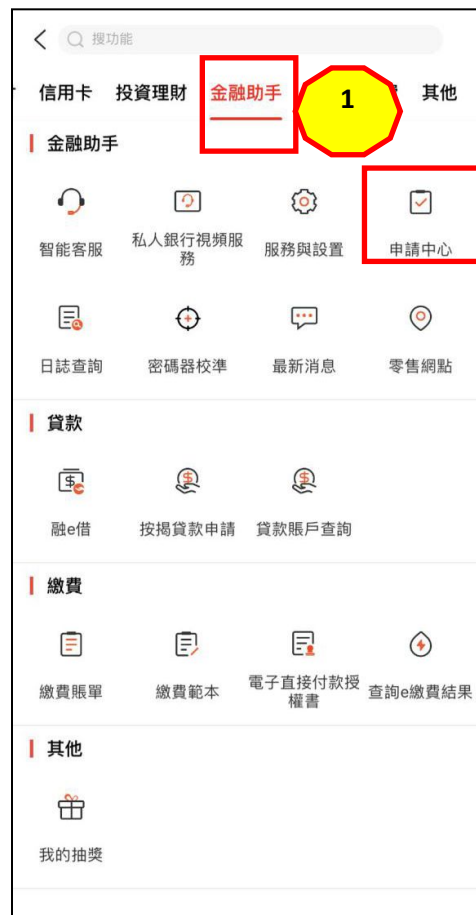 搜功能
信用卡 投資理財 金融助手 1 其他
金融助手
智能客服 私人銀行視頻服務 服務與設置 申請中心
日誌查詢 密碼器校準 最新消息 零售網點
貸款
融e借 按揭貸款申請 貸款賬戶查詢
繳費
繳費賬單 繳費範本 電子直接付款授權書 查詢e繳費結果
其他
我的抽獎